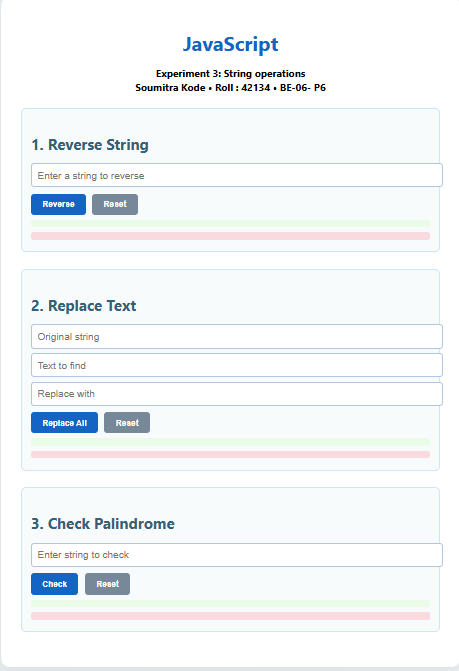 JavaScript
Experiment 3: String operations
Soumitra Kode • Roll : 42134 • BE-06- P6
1. Reverse String
Enter a string to reverse
Reverse Reset
2. Replace Text
Original string
Text to find
Replace with
Replace All Reset
3. Check Palindrome
Enter string to check
Check Reset